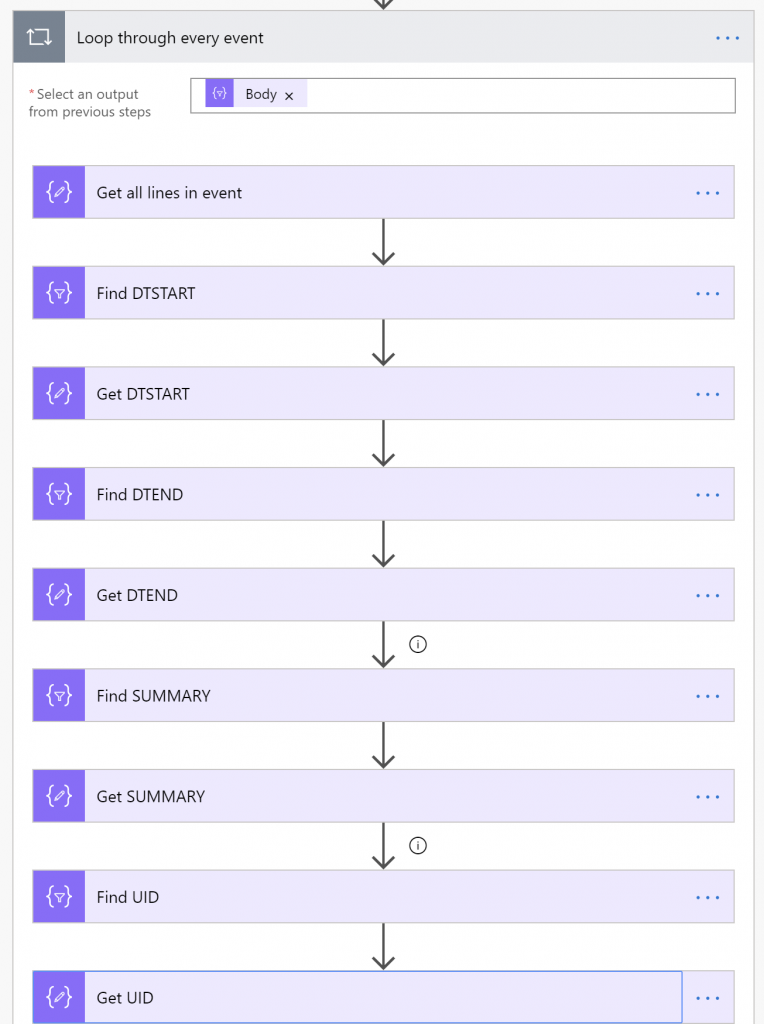 Loop through every event
* Select an output
from previous steps
Body ×
Get all lines in event
Find DTSTART
Get DTSTART
Find DTEND
Get DTEND
Find SUMMARY
Get SUMMARY
Find UID
Get UID